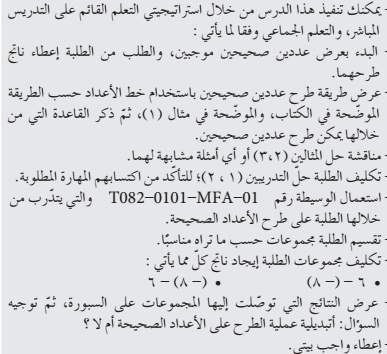 - يمكنك تنفيذ هذا الدرس من خلال استراتيجيتي التعلم القائم على التدريس
المباشر، والتعلم الجماعي وفقا لما يأتي :
- البدء بعرض عددين صحيحين موجبين، والطلب من الطلبة إعطاء ناتج
طرحهما.
- عرض طريقة طرح عددين صحيحين باستخدام خط الأعداد حسب الطريقة
الموضّحة في الكتاب، والموضّحة في مثال (١)، ثمّ ذكر القاعدة التي من
خلالها يمكن طرح عددين صحيحين.
- مناقشة حل المثالين (٣،٢) أو أي أمثلة مشابهة لهما.
- تكليف الطلبة حلّ التدريبين (١ ، ٢)؛ للتأكّد من اكتسابهم المهارة المطلوبة.
- استعمال الوسيطة رقم T082–0101–MFA–01 والتي يتدّرب من
خلالها الطلبة على طرح الأعداد الصحيحة.
- تقسيم الطلبة مجموعات حسب ما تراه مناسبًا.
- تكليف مجموعات الطلبة إيجاد ناتج كلّ مما يأتي :
• ٦ – (– ٨) • (– ٨) – ٦
- عرض النتائج التي توصّلت إليها المجموعات على السبورة، ثمّ توجيه
السؤال: أتبديلية عملية الطرح على الأعداد الصحيحة أم لا ؟
- إعطاء واجب بيتي.